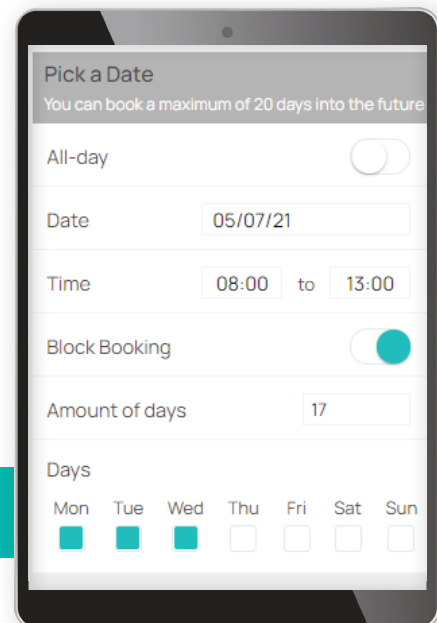 Pick a Date
You can book a maximum of 20 days into the future
All-day
Date 05/07/21
Time 08:00 to 13:00
Block Booking
Amount of days 17
Days
Mon Tue Wed Thu Fri Sat Sun